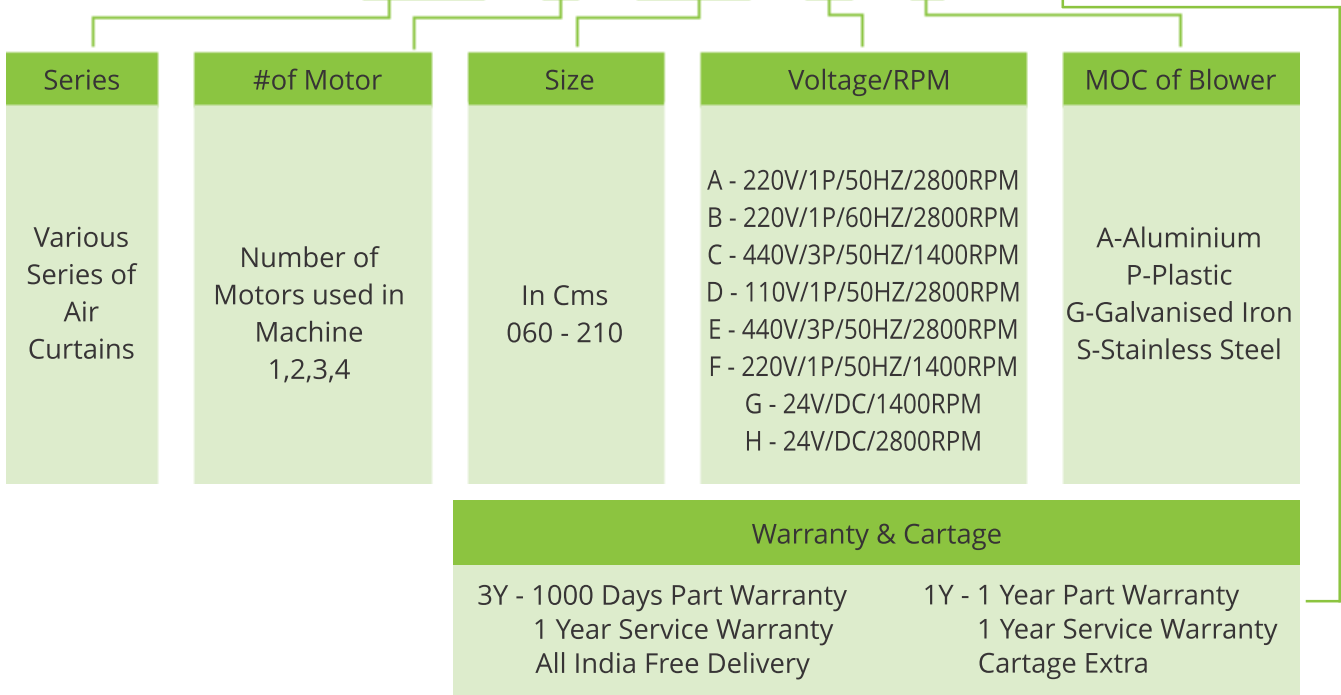 Series
Various
Series of
Air
Curtains
#of Motor
Number of
Motors used in
Machine
1,2,3,4
Size
In Cms
060 - 210
Voltage/RPM
A - 220V/1P/50HZ/2800RPM
B - 220V/1P/60HZ/2800RPM
C - 440V/3P/50HZ/1400RPM
D - 110V/1P/50HZ/2800RPM
E - 440V/3P/50HZ/2800RPM
F - 220V/1P/50HZ/1400RPM
G - 24V/DC/1400RPM
H - 24V/DC/2800RPM
MOC of Blower
A-Aluminium
P-Plastic
G-Galvanised Iron
S-Stainless Steel
Warranty & Cartage
3Y - 1000 Days Part Warranty
1 Year Service Warranty
All India Free Delivery
1Y - 1 Year Part Warranty
1 Year Service Warranty
Cartage Extra